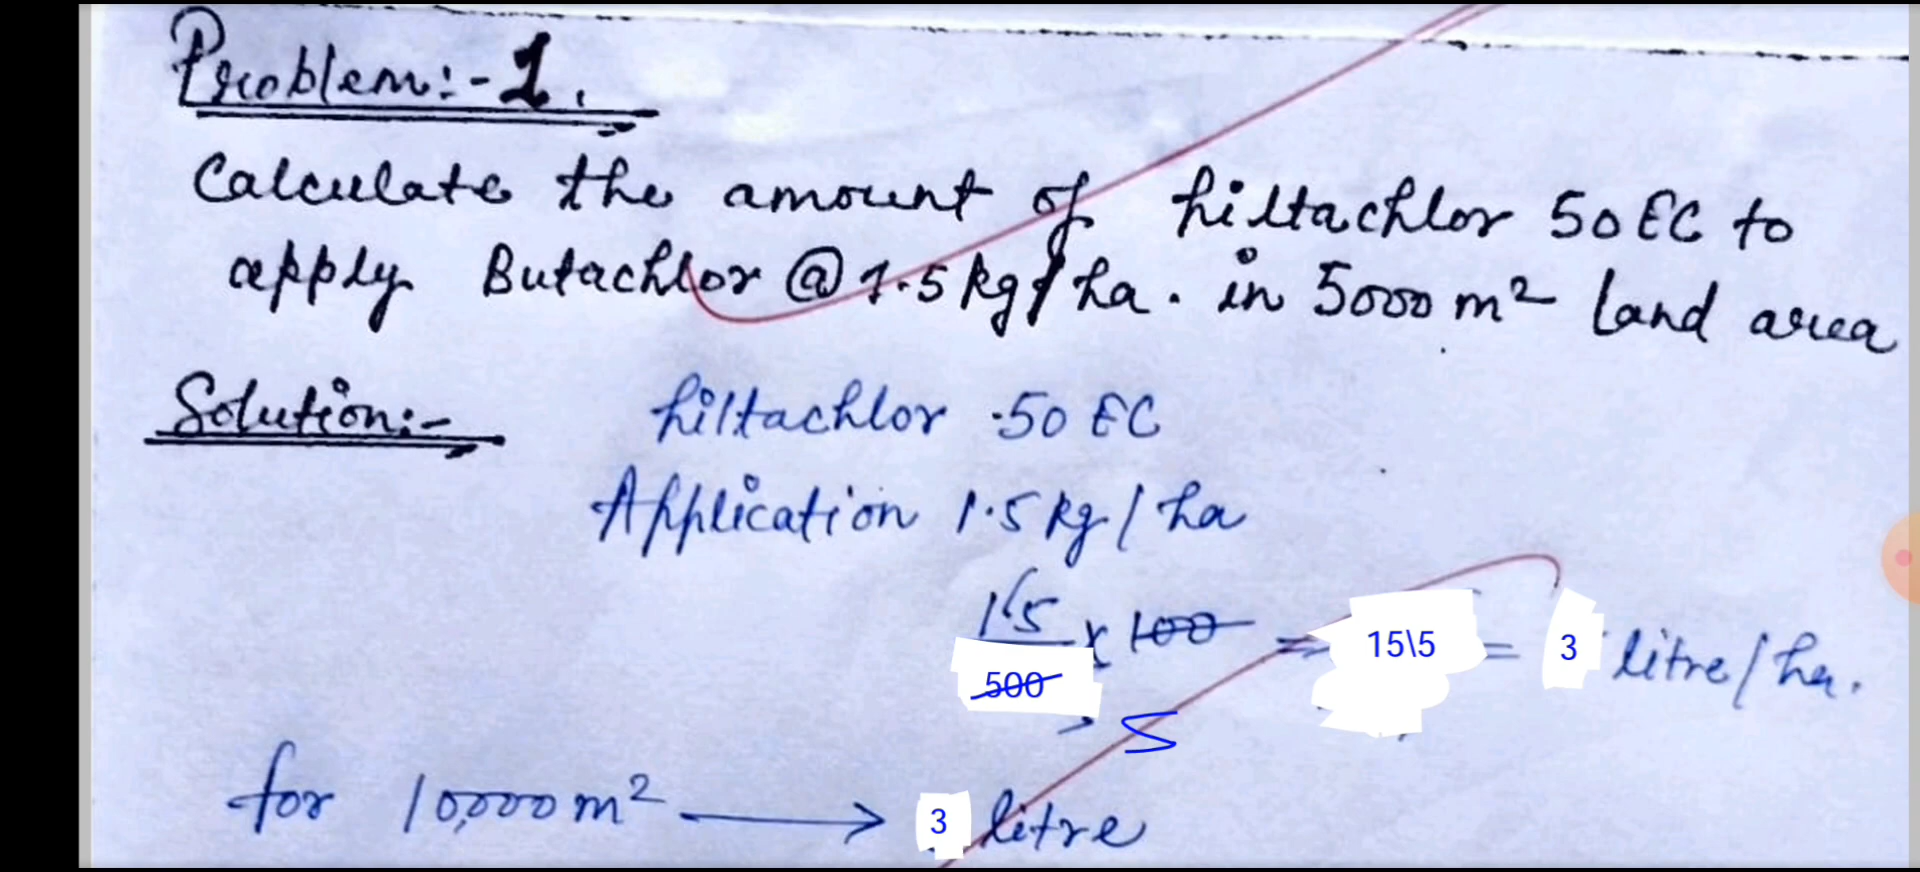 Problem:-1.
Calculate the amount of hiltachlor 50 EC to
apply Butachlor @ 1.5 kg/ha. in 5000 m² land area
Solution:-
hiltachlor 50 EC
Application 1.5 kg/ha
1.5
× 100 = 15\5 = 3 litre/ha.
500
5
for 10,000 m² → 3 litre